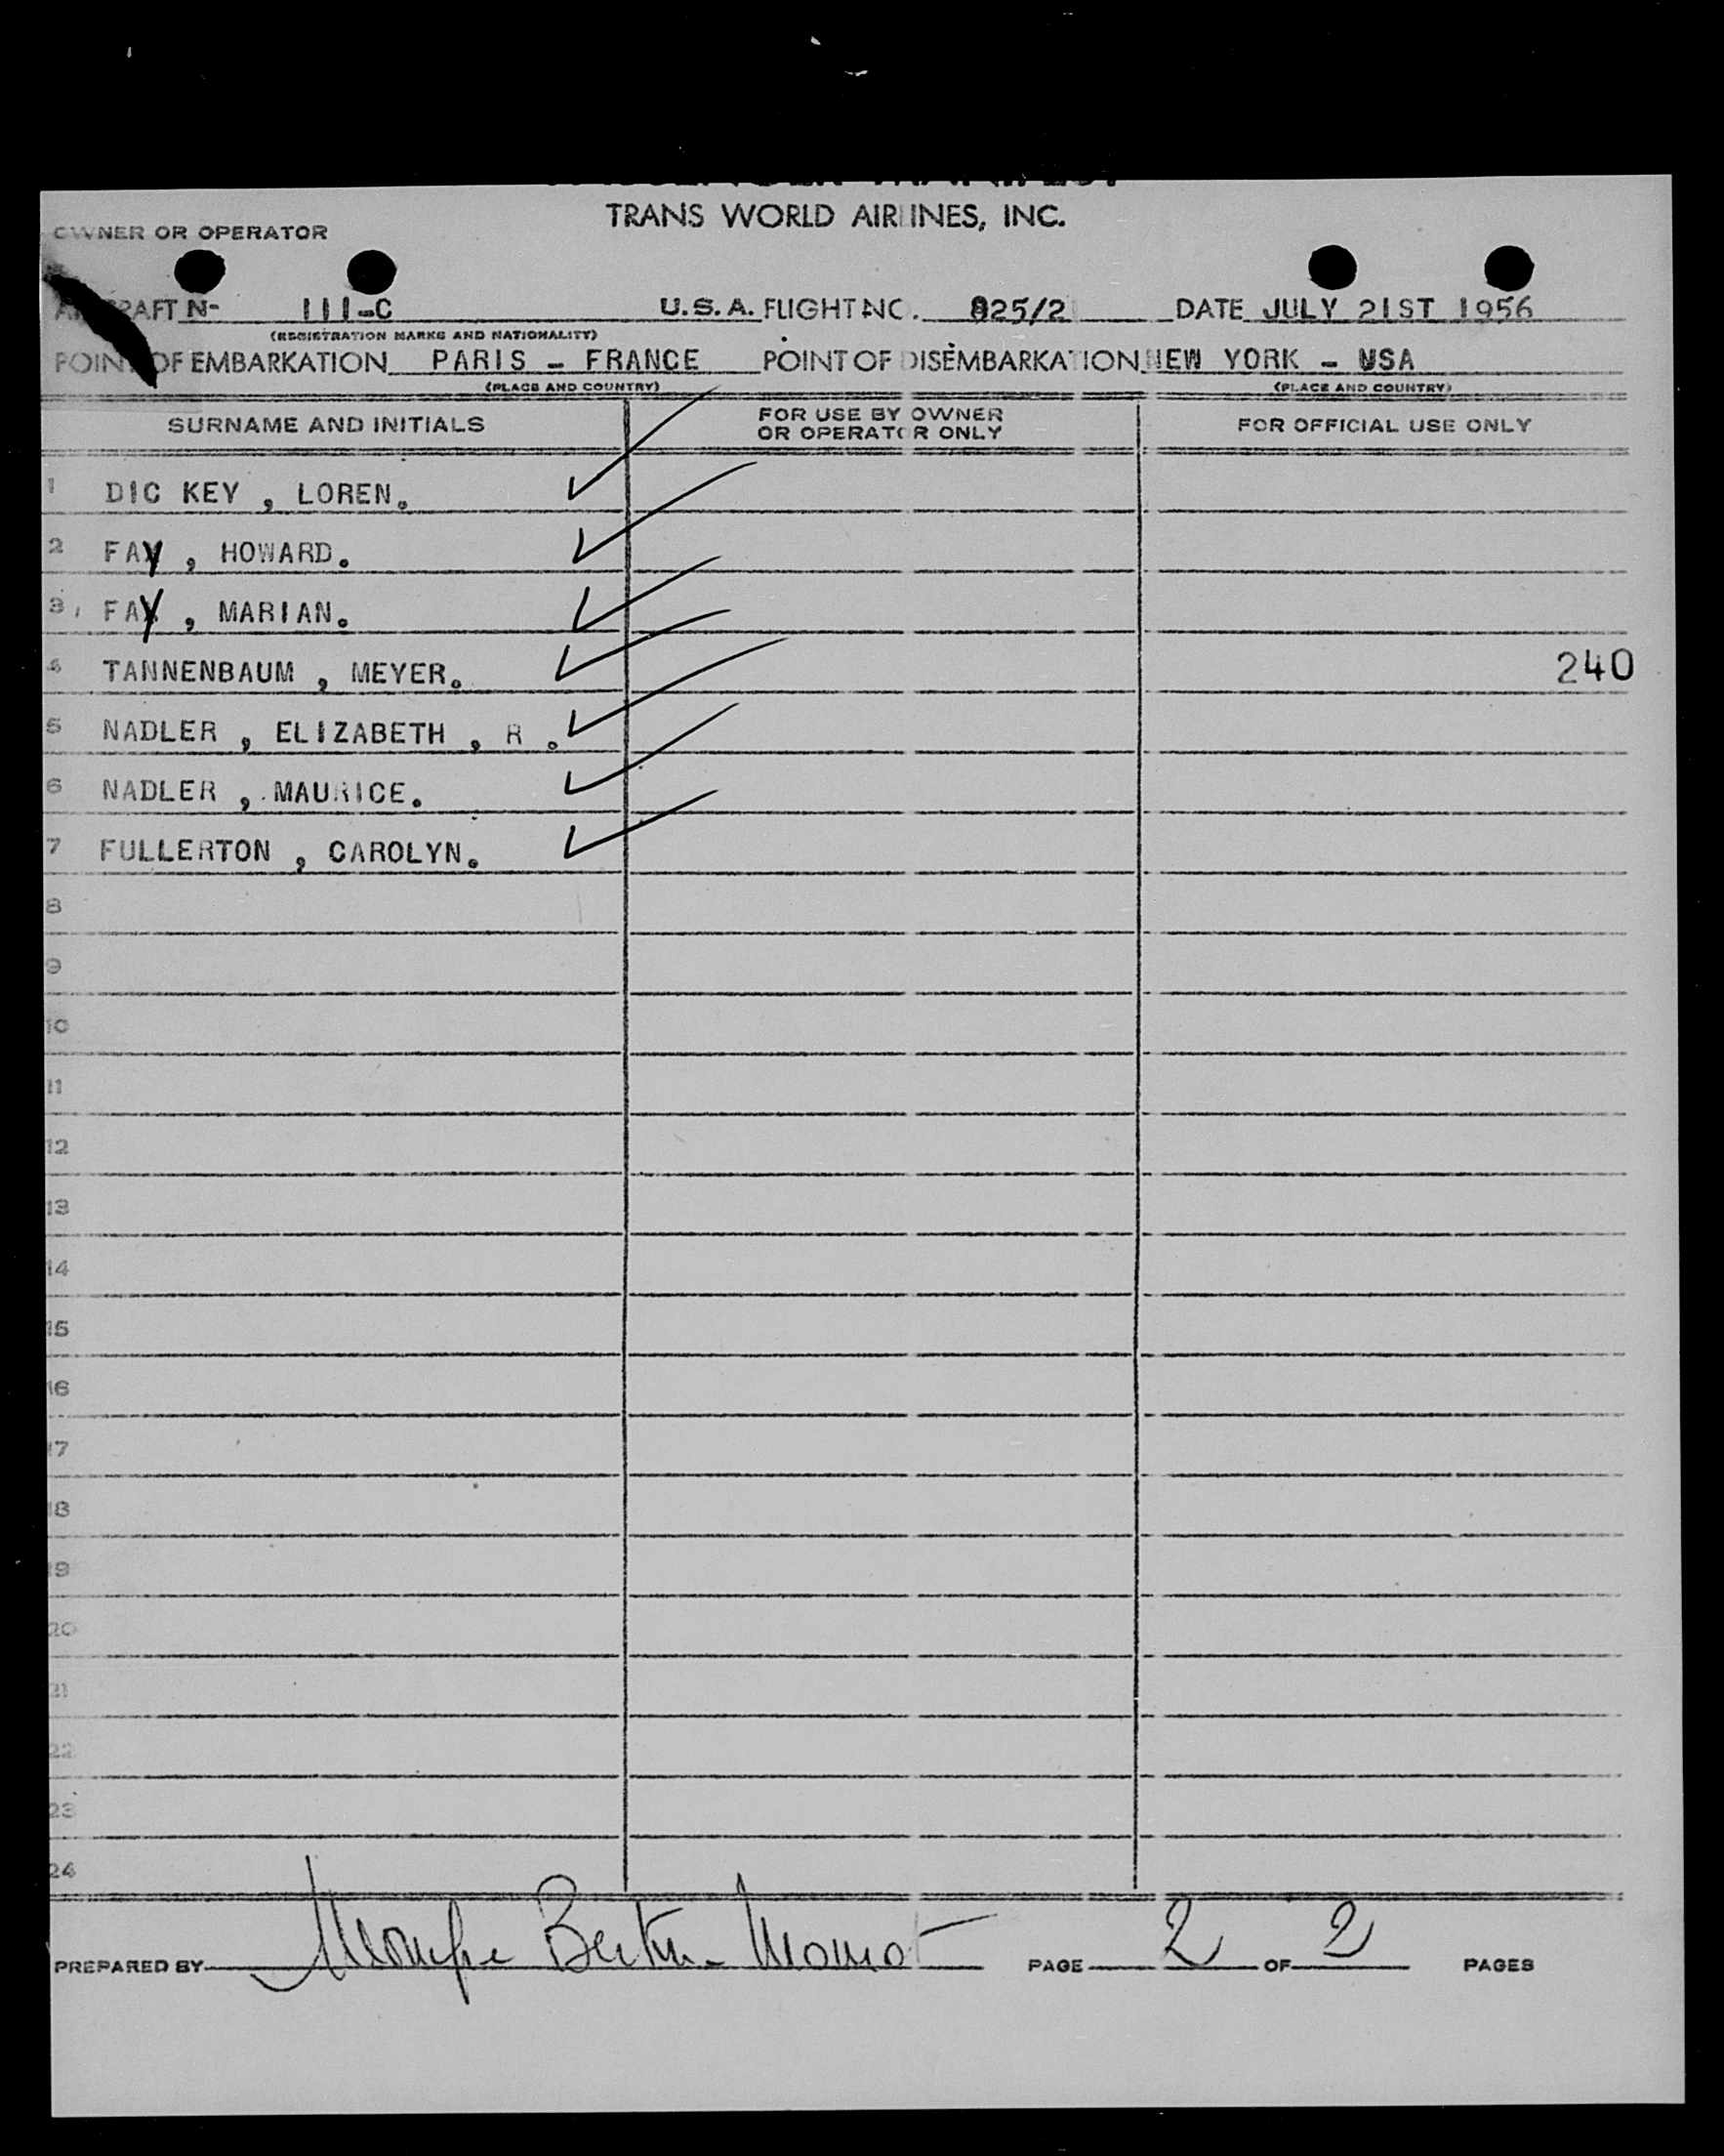 PASSENGER MANIFEST
TRANS WORLD AIRLINES, INC.
OWNER OR OPERATOR
AIRCRAFT N- 111-C U.S.A. FLIGHT NO. 925/2 DATE JULY 21ST 1956
(REGISTRATION MARKS AND NATIONALITY)
POINT OF EMBARKATION PARIS - FRANCE POINT OF DISEMBARKATION NEW YORK - USA
(PLACE AND COUNTRY) (PLACE AND COUNTRY)
SURNAME AND INITIALS FOR USE BY OWNER OR OPERATOR ONLY FOR OFFICIAL USE ONLY
1 DIC KEY , LOREN.
2 FAY , HOWARD.
3 FAY , MARIAN.
4 TANNENBAUM , MEYER. 240
5 NADLER , ELIZABETH , R .
6 NADLER , MAURICE.
7 FULLERTON , CAROLYN.
8
9
10
11
12
13
14
15
16
17
18
19
20
21
22
23
24
PREPARED BY PAGE 2 OF 2 PAGES